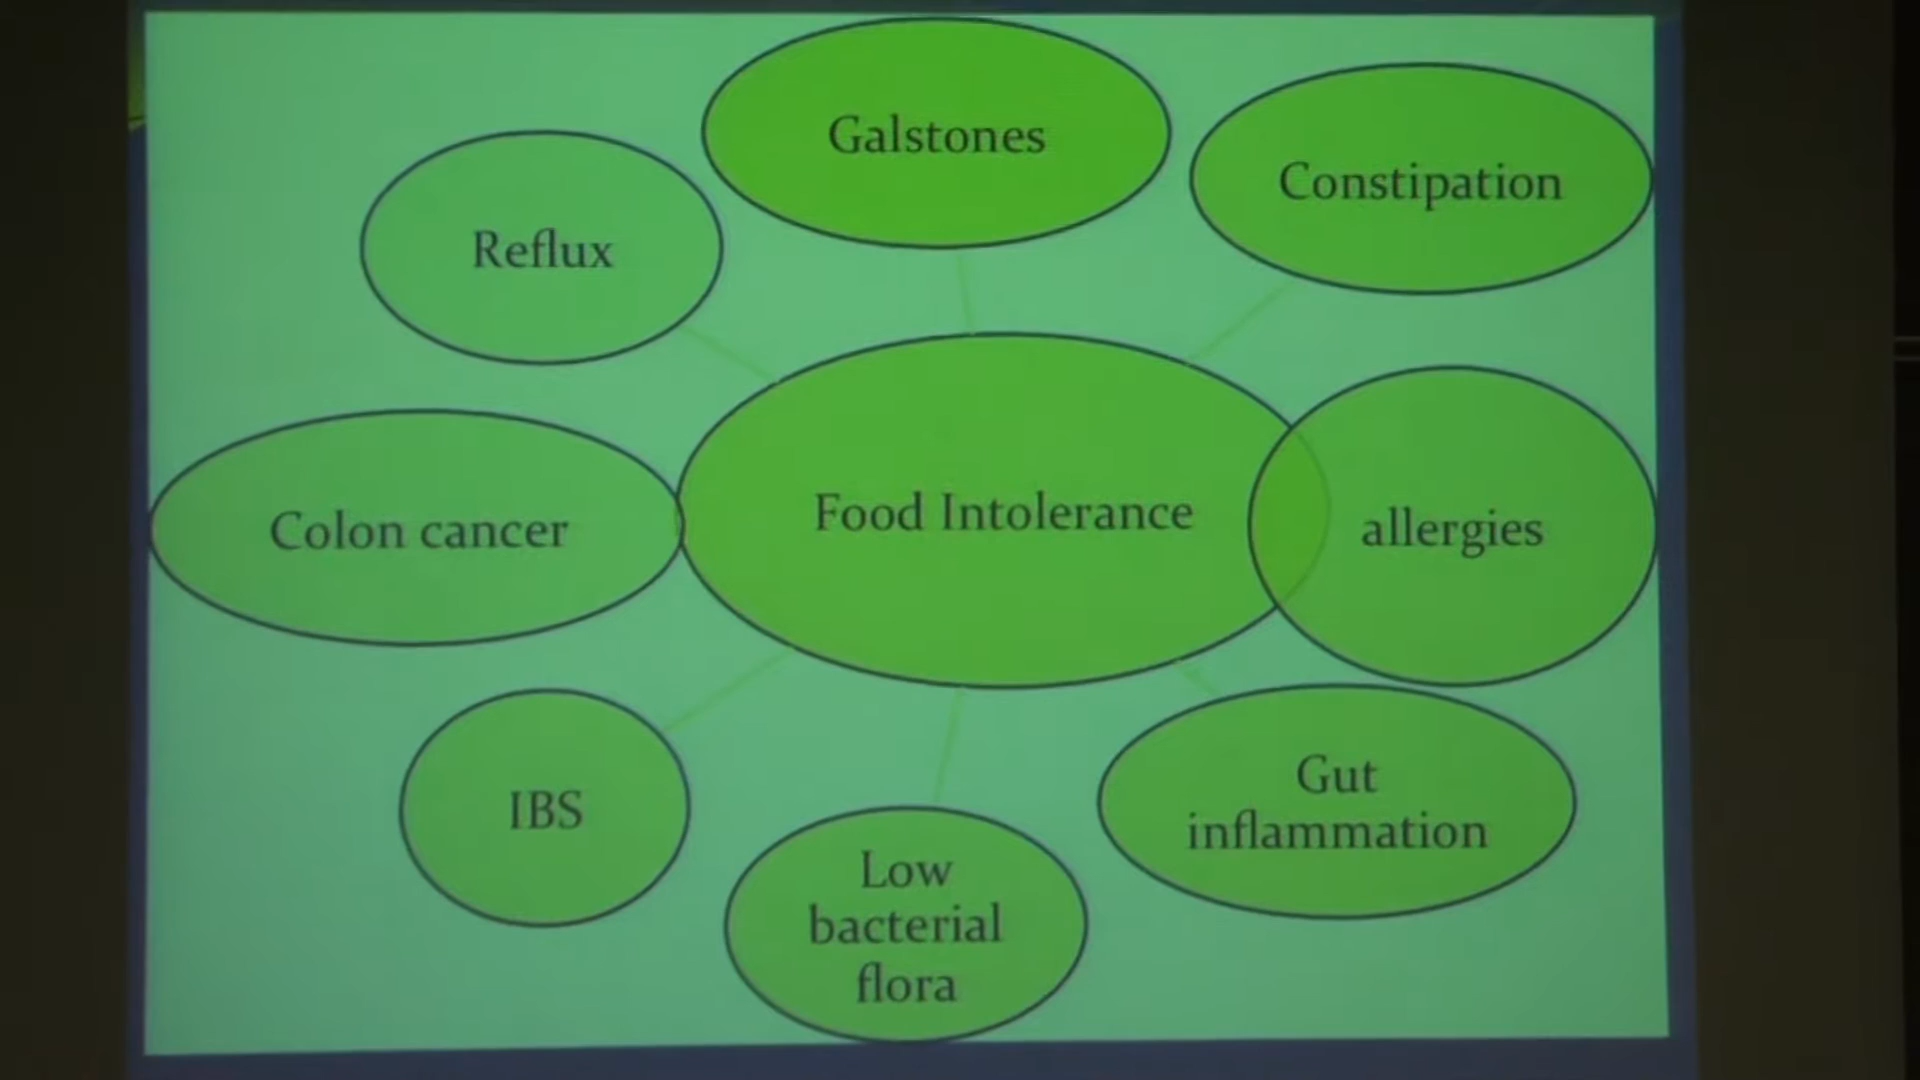 Galstones
Constipation
Reflux
Food Intolerance
allergies
Colon cancer
IBS
Gut
inflammation
Low
bacterial
flora